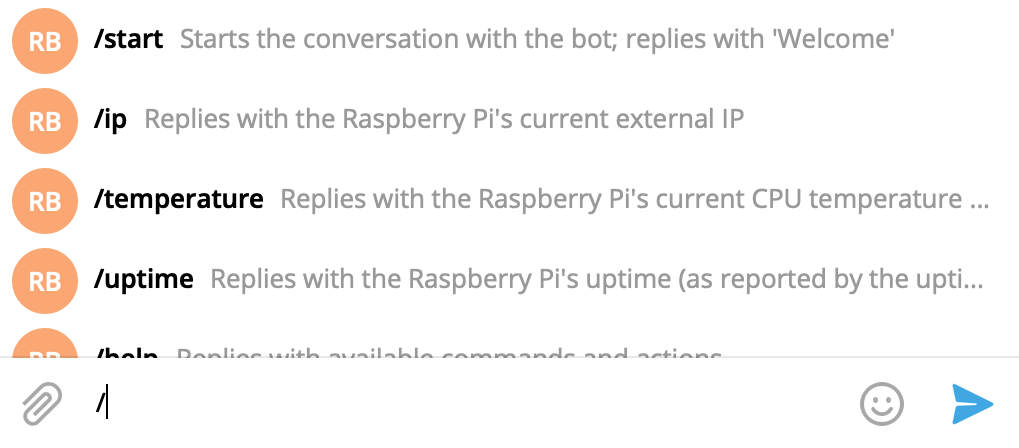 RB /start Starts the conversation with the bot; replies with 'Welcome'
RB /ip Replies with the Raspberry Pi's current external IP
RB /temperature Replies with the Raspberry Pi's current CPU temperature ...
RB /uptime Replies with the Raspberry Pi's uptime (as reported by the upti...
RB /help Replies with available commands and actions
/